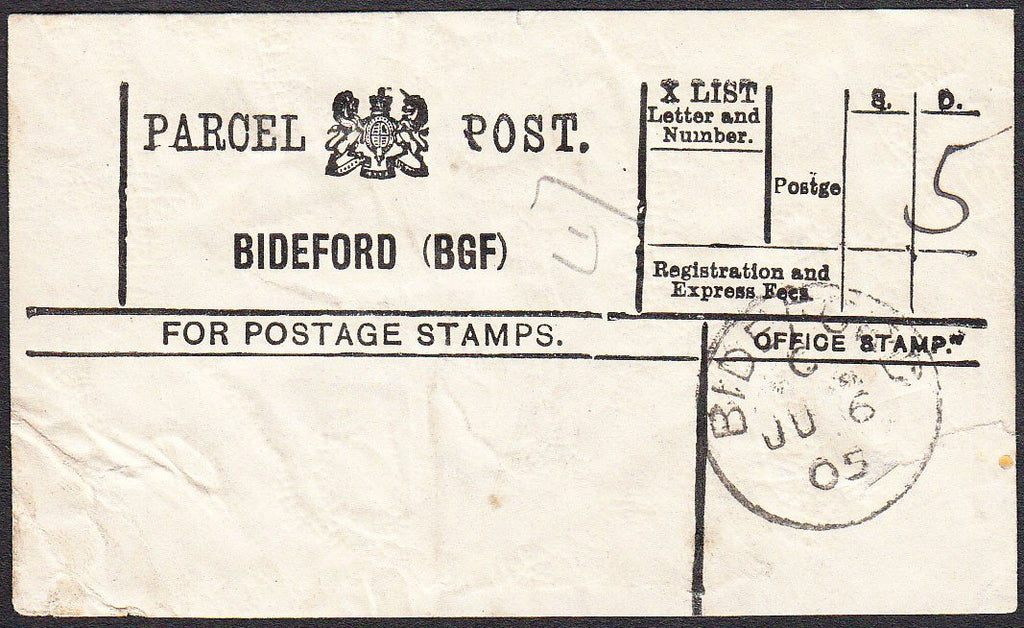 PARCEL POST.
BIDEFORD (BGF)
X LIST
Letter and
Number.
S. D.
Postge
5
Registration and
Express Fees.
FOR POSTAGE STAMPS.
OFFICE STAMP.
BIDEFORD
C
JU 6
05